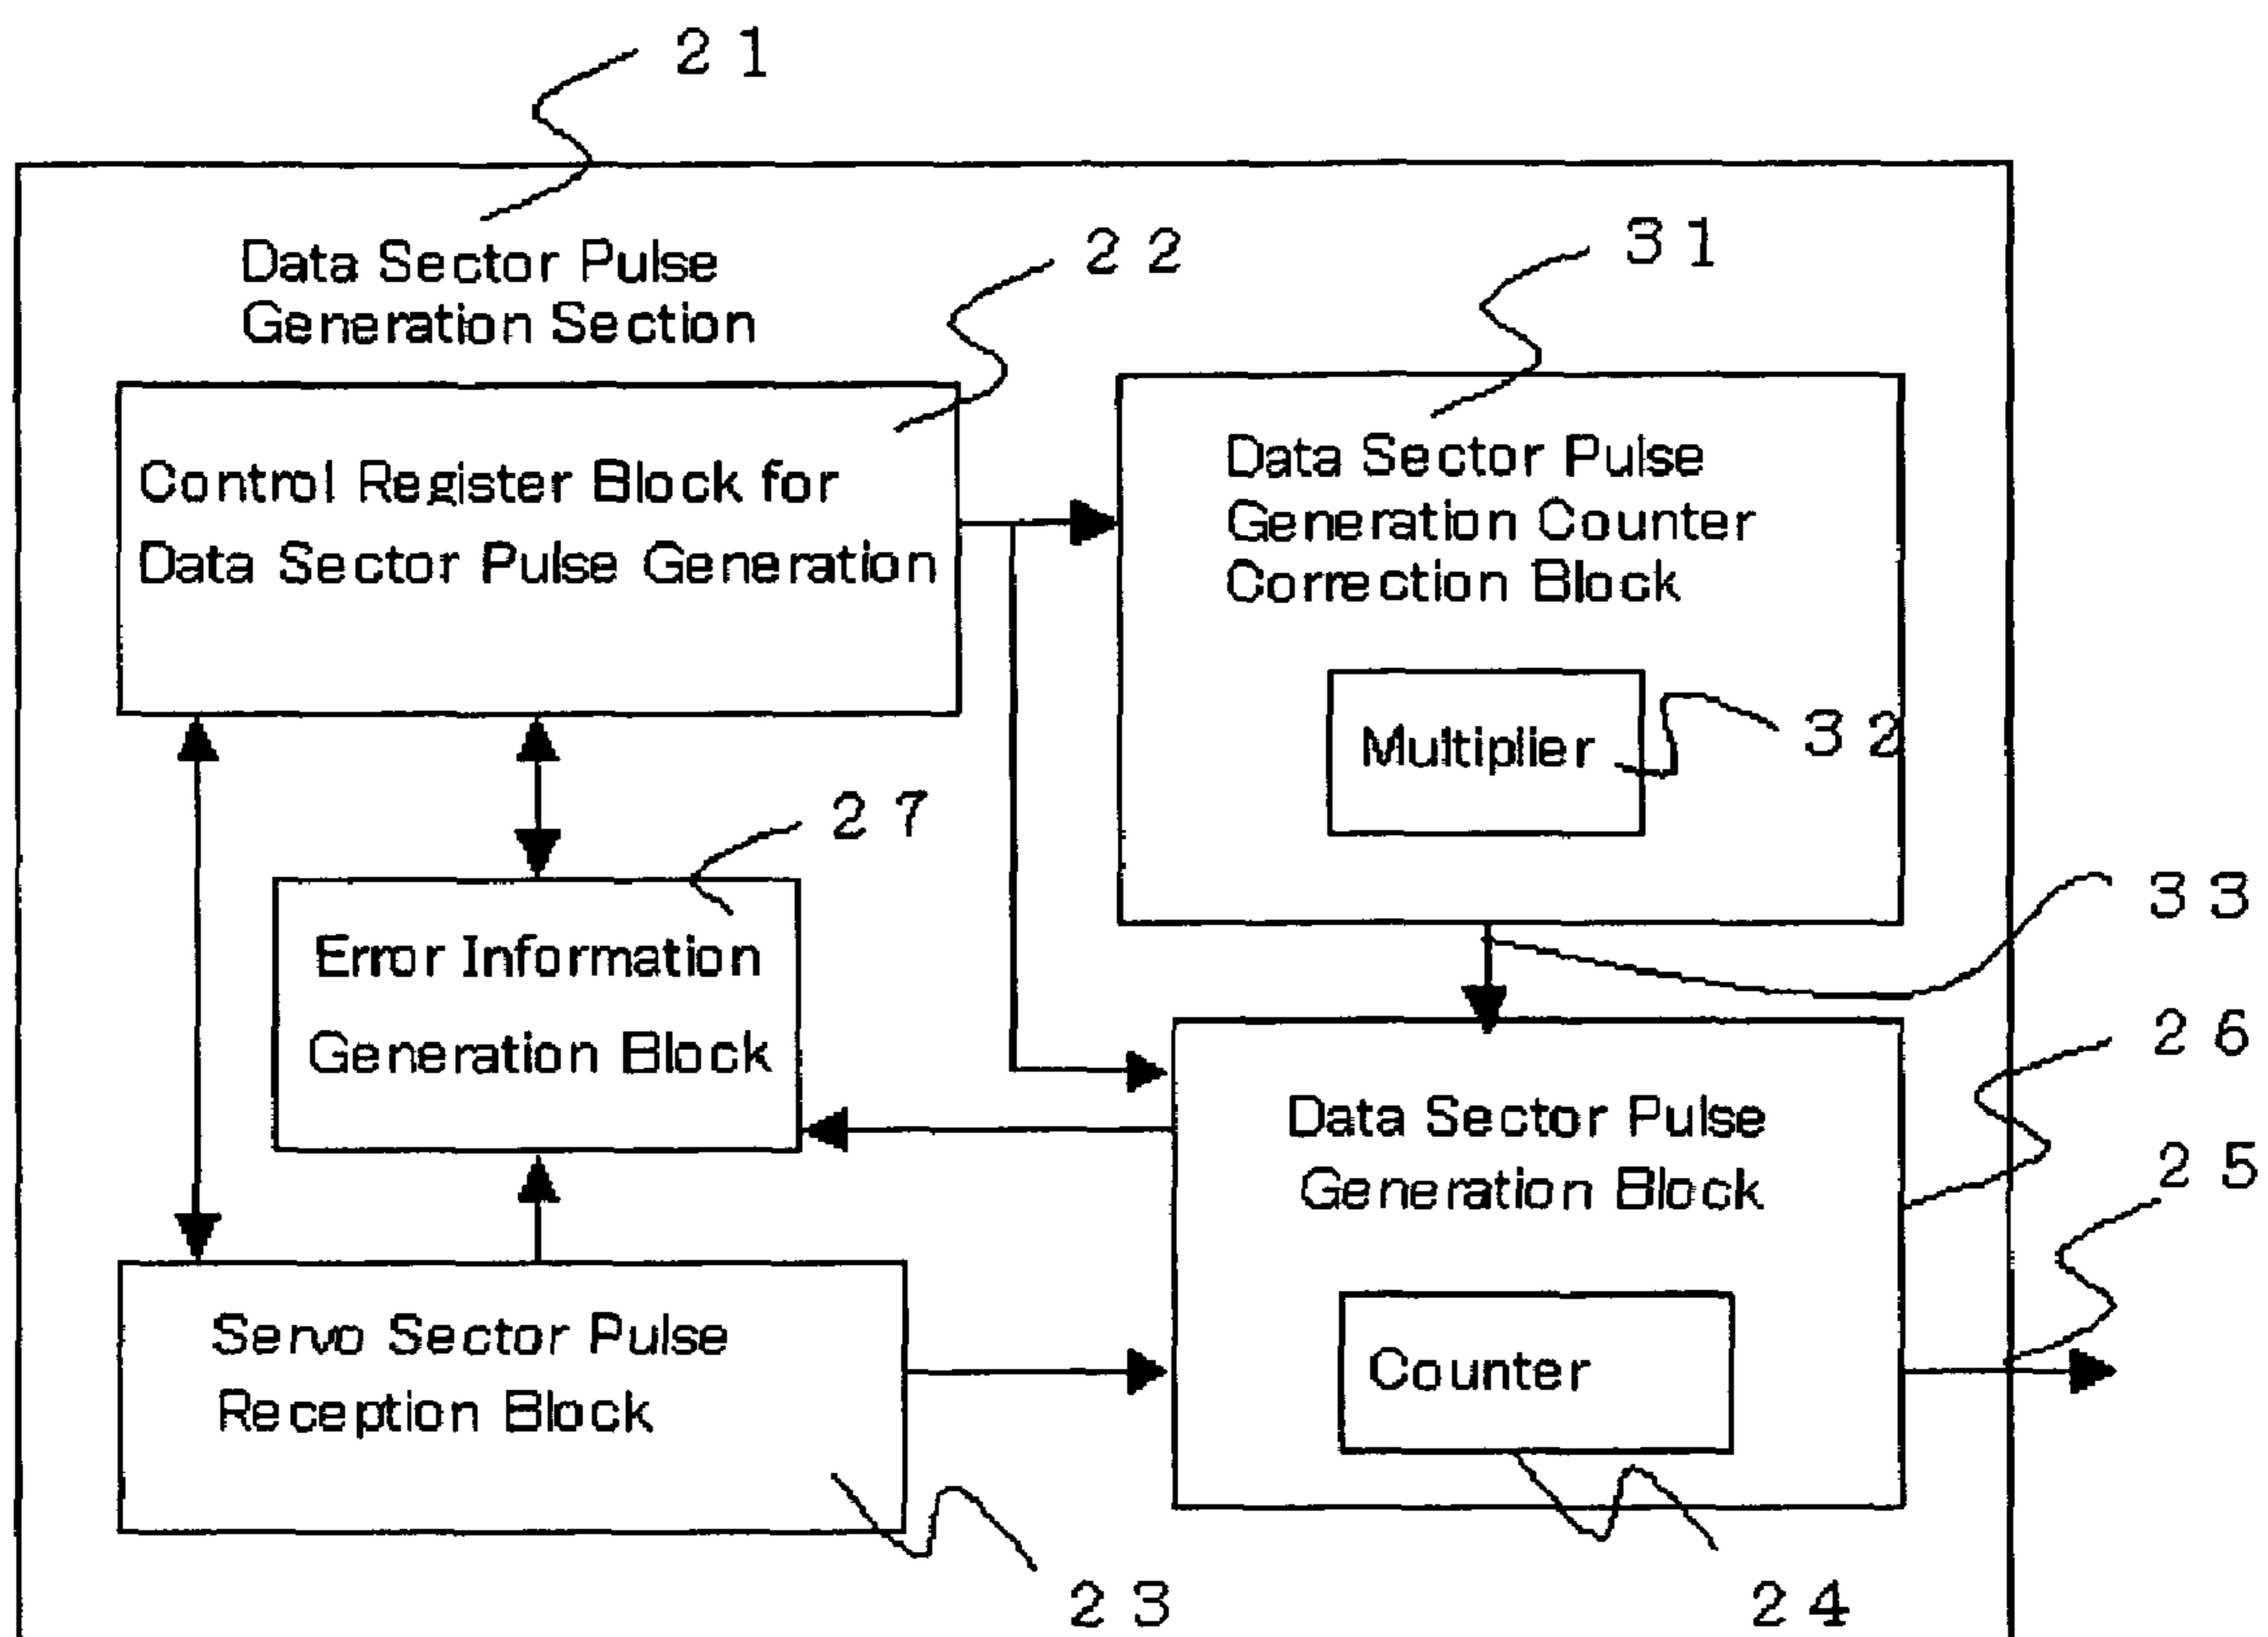 21
Data Sector Pulse
Generation Section
22
31
Control Register Block for
Data Sector Pulse Generation
Data Sector Pulse
Generation Counter
Correction Block
Multiplier
32
27
33
Error Information
Generation Block
26
Data Sector Pulse
Generation Block
25
Servo Sector Pulse
Reception Block
Counter
23
24